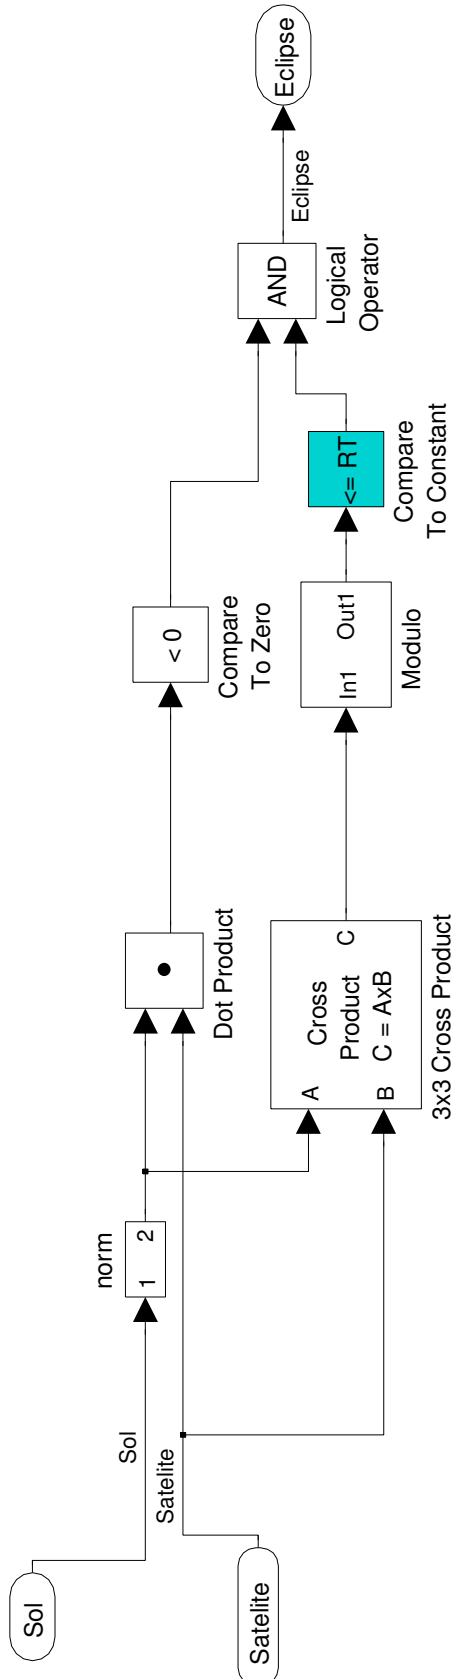 Sol
Satelite
Sol
Satelite
norm
1 2
Dot Product
A
B
Cross
Product
C = AxB
C
3x3 Cross Product
< 0
Compare
To Zero
In1 Out1
Modulo
<= RT
Compare
To Constant
AND
Logical
Operator
Eclipse
Eclipse